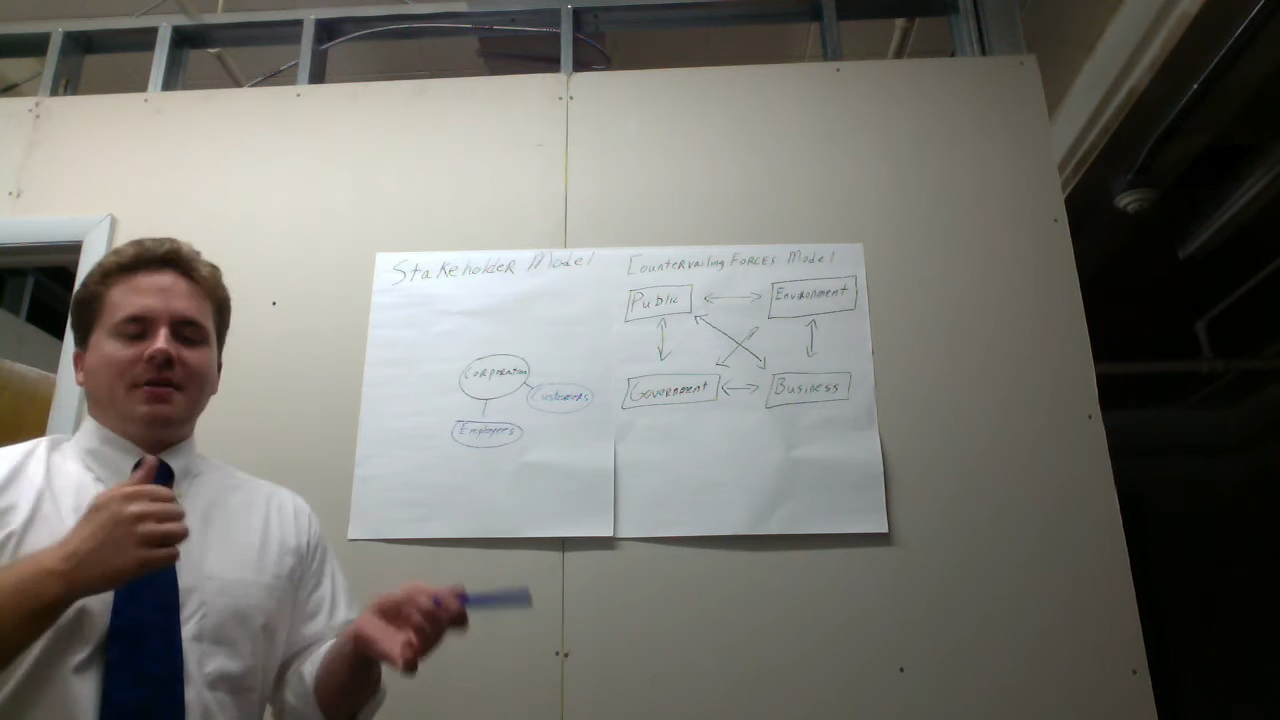 Stakeholder Model
Corporation
Customers
Employees
Countervailing Forces Model
Public
Environment
Government
Business